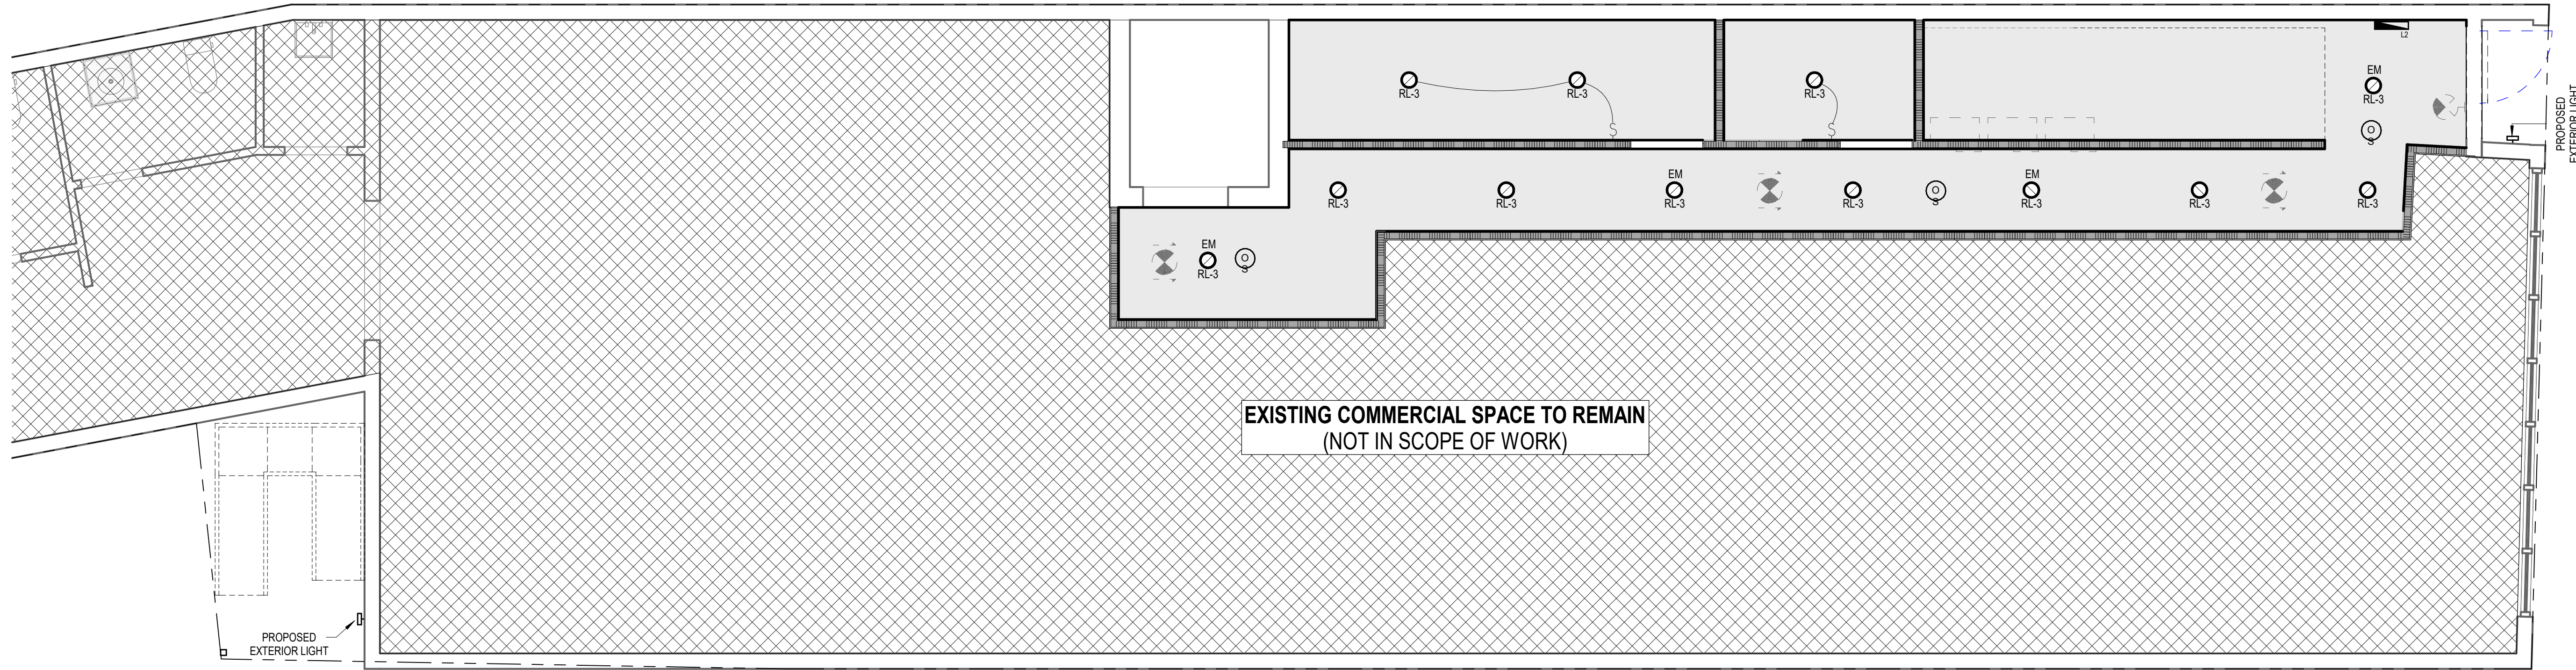 L2
EM
RL-3
RL-3
RL-3
RL-3
S
S
O
S
EM
EM
RL-3
RL-3
RL-3
RL-3
O
S
RL-3
RL-3
RL-3
EM
RL-3
O
S
PROPOSED
EXTERIOR LIGHT
EXISTING COMMERCIAL SPACE TO REMAIN
(NOT IN SCOPE OF WORK)
PROPOSED
EXTERIOR LIGHT